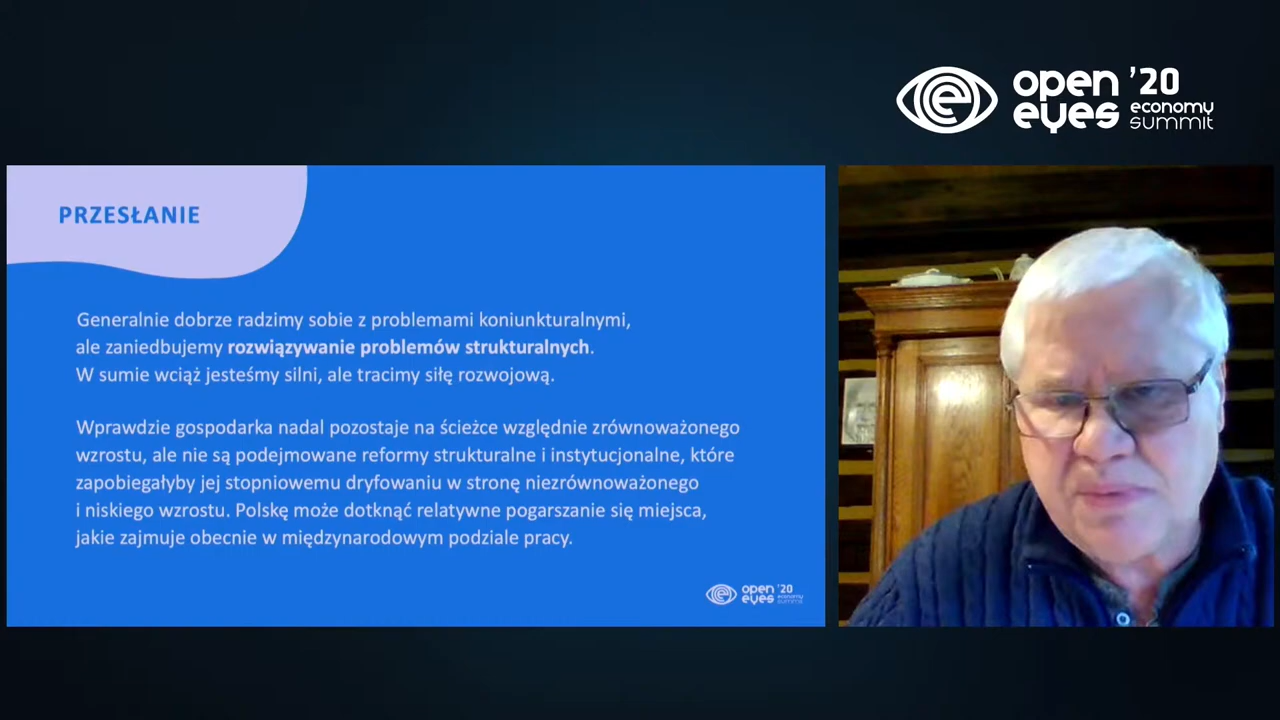 open '20
eyes economy
summit
PRZESŁANIE
Generalnie dobrze radzimy sobie z problemami koniunkturalnymi,
ale zaniedbujemy rozwiązywanie problemów strukturalnych.
W sumie wciąż jesteśmy silni, ale tracimy siłę rozwojową.
Wprawdzie gospodarka nadal pozostaje na ścieżce względnie zrównoważonego
wzrostu, ale nie są podejmowane reformy strukturalne i instytucjonalne, które
zapobiegałyby jej stopniowemu dryfowaniu w stronę niezrównoważonego
i niskiego wzrostu. Polskę może dotknąć relatywne pogarszanie się miejsca,
jakie zajmuje obecnie w międzynarodowym podziale pracy.
open '20
eyes economy
summit